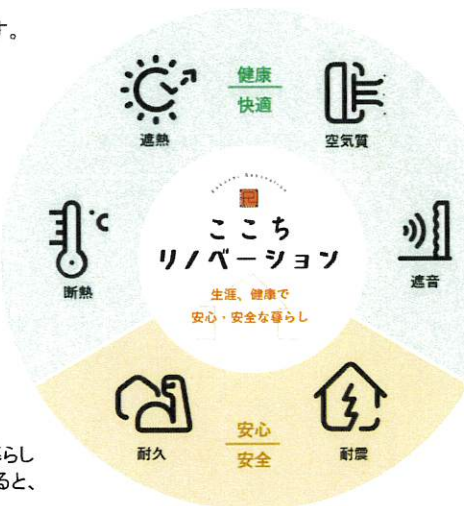 す。
健康
快適
遮熱
空気質
ここち
リノベーション
断熱
遮音
生涯、健康で
安心・安全な暮らし
耐久
安心
安全
耐震
らし
ると、
℃